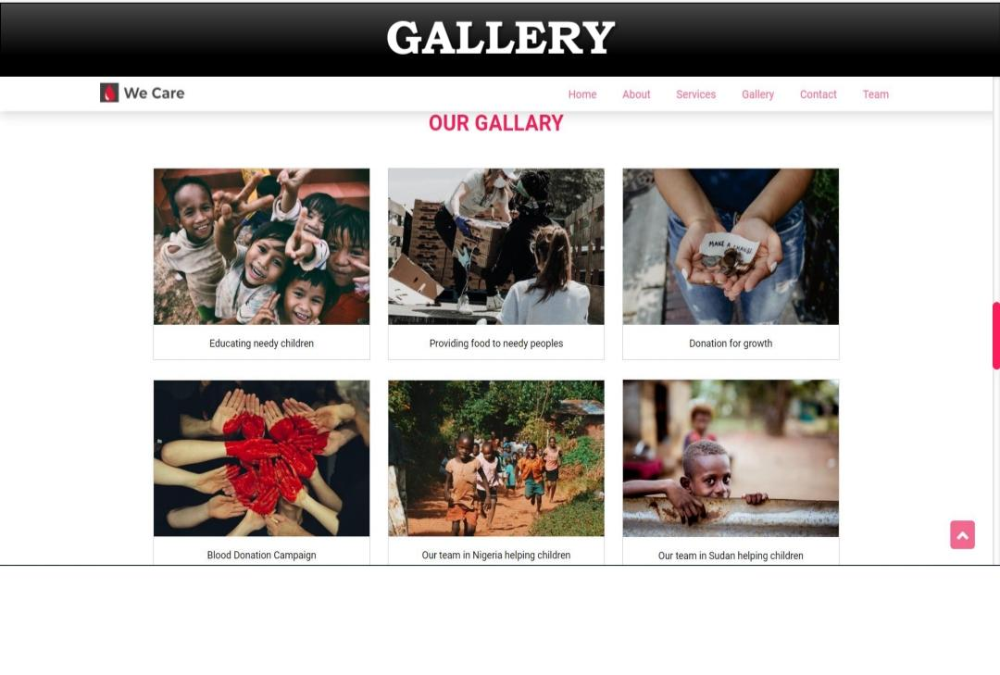 GALLERY
We Care
Home About Services Gallery Contact Team
OUR GALLARY
MAKE A CHANGE
Educating needy children
Providing food to needy peoples
Donation for growth
Blood Donation Campaign
Our team in Nigeria helping children
Our team in Sudan helping children